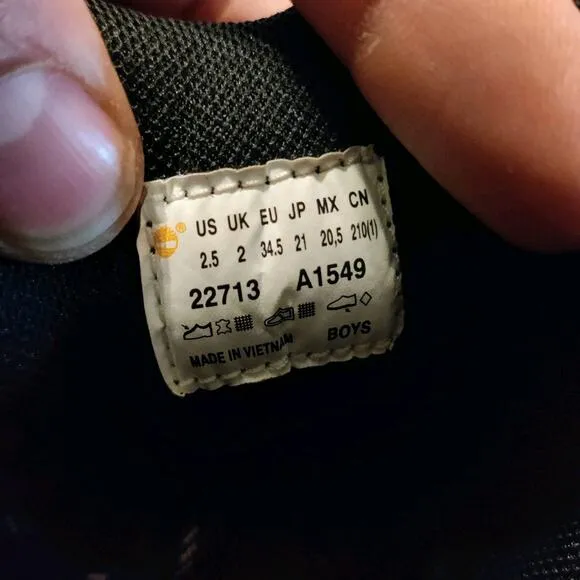 ® US UK EU JP MX CN
2.5 2 34.5 21 20,5 210(1)
22713 A1549
MADE IN VIETNAM BOYS